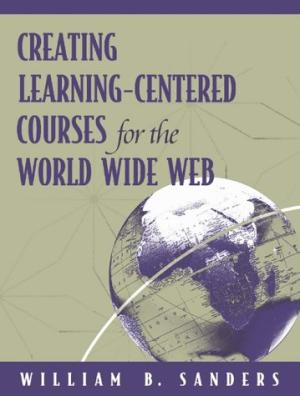 CREATING
LEARNING-CENTERED
COURSES for the
WORLD WIDE WEB
WILLIAM B. SANDERS